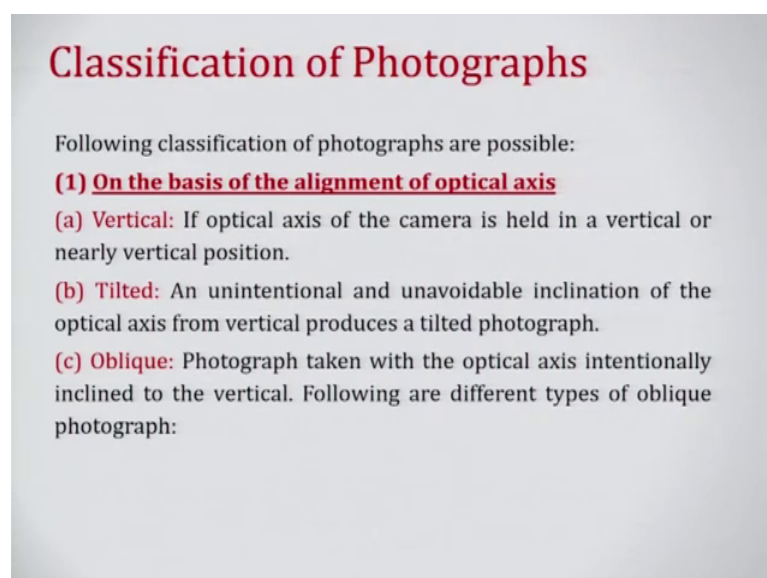 Classification of Photographs
Following classification of photographs are possible:
(1) On the basis of the alignment of optical axis
(a) Vertical: If optical axis of the camera is held in a vertical or
nearly vertical position.
(b) Tilted: An unintentional and unavoidable inclination of the
optical axis from vertical produces a tilted photograph.
(c) Oblique: Photograph taken with the optical axis intentionally
inclined to the vertical. Following are different types of oblique
photograph: